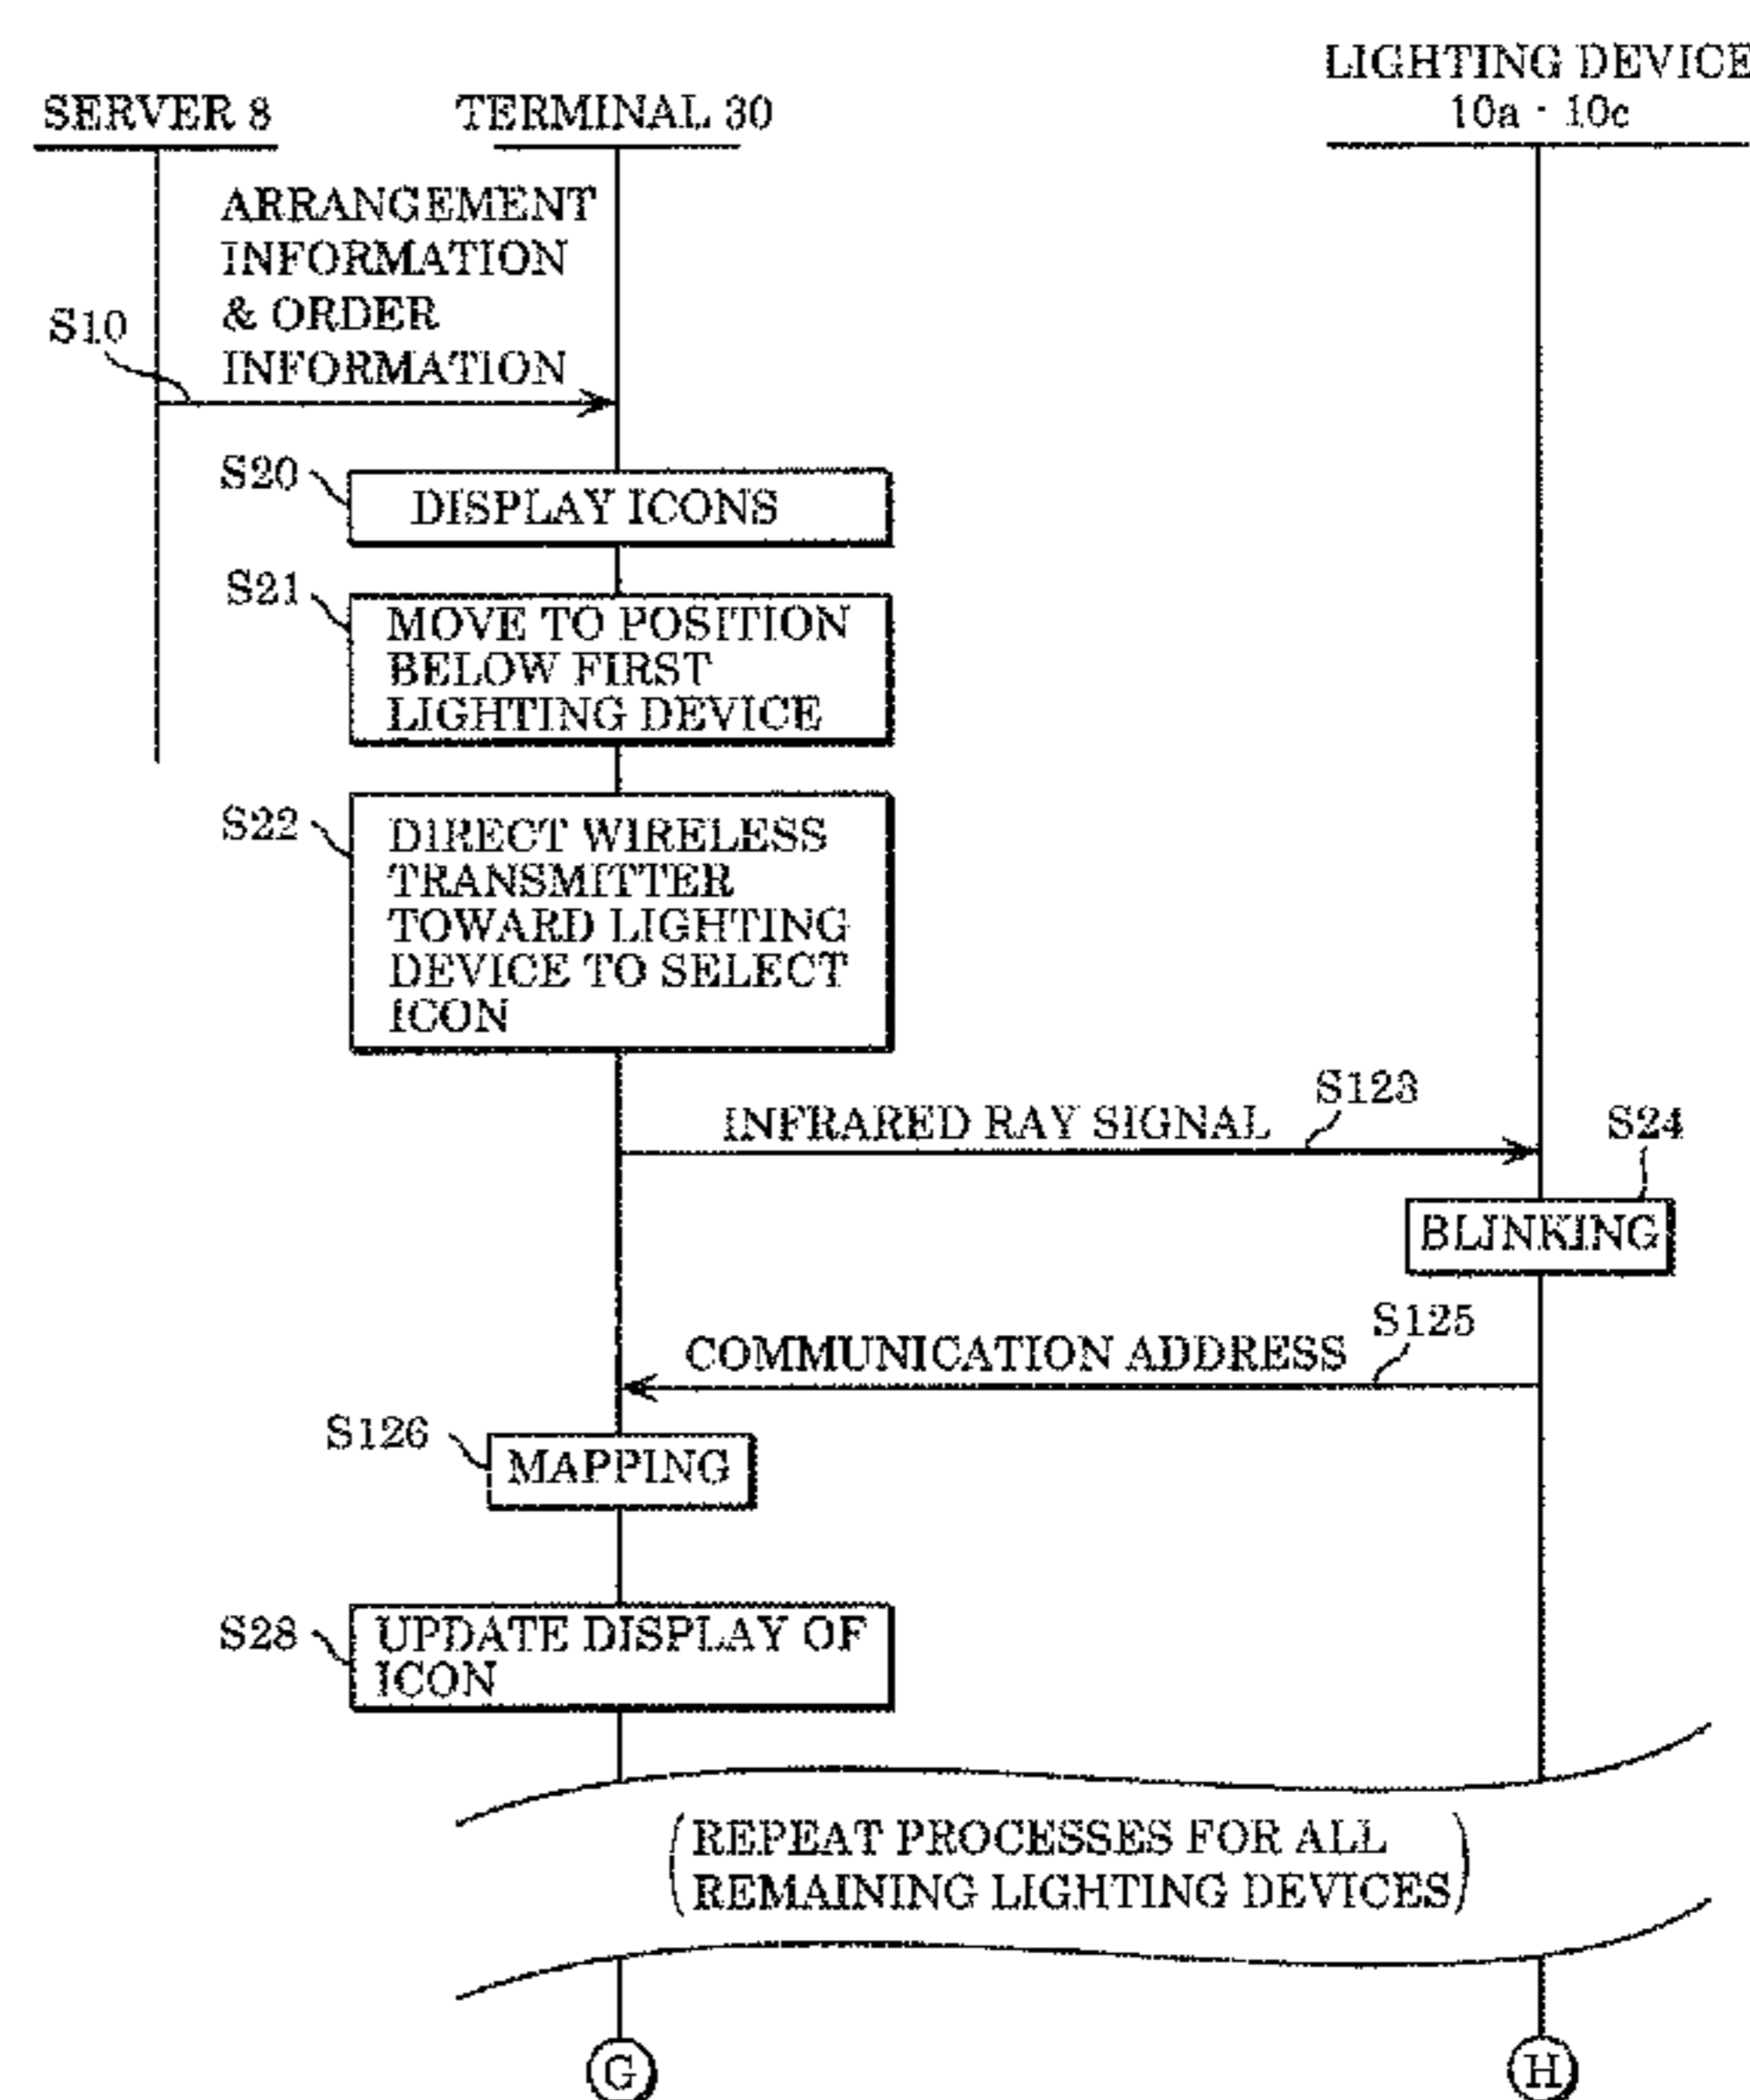 SERVER 8
TERMINAL 30
LIGHTING DEVICE
10a - 10c
ARRANGEMENT
INFORMATION
& ORDER
INFORMATION
S10
S20
DISPLAY ICONS
S21
MOVE TO POSITION
BELOW FIRST
LIGHTING DEVICE
S22
DIRECT WIRELESS
TRANSMITTER
TOWARD LIGHTING
DEVICE TO SELECT
ICON
INFRARED RAY SIGNAL
S123
S24
BLINKING
COMMUNICATION ADDRESS
S125
S126
MAPPING
S28
UPDATE DISPLAY OF
ICON
(REPEAT PROCESSES FOR ALL
REMAINING LIGHTING DEVICES)
G
H